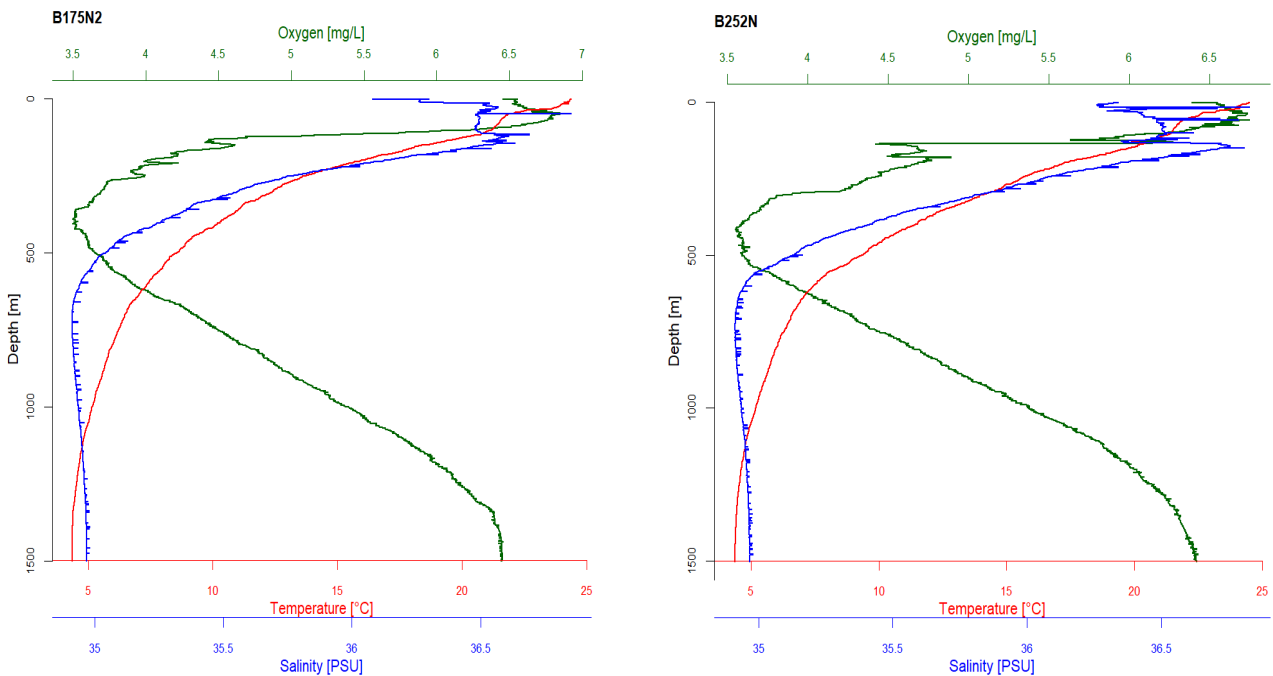 B175N2
Oxygen [mg/L]
3.5 4 4.5 5 5.5 6 6.5 7
0
500
1000
1500
Depth [m]
5 10 15 20 25
Temperature [°C]
35 35.5 36 36.5
Salinity [PSU]
B252N
Oxygen [mg/L]
3.5 4 4.5 5 5.5 6 6.5
0
500
1000
1500
Depth [m]
5 10 15 20 25
Temperature [°C]
35 35.5 36 36.5
Salinity [PSU]